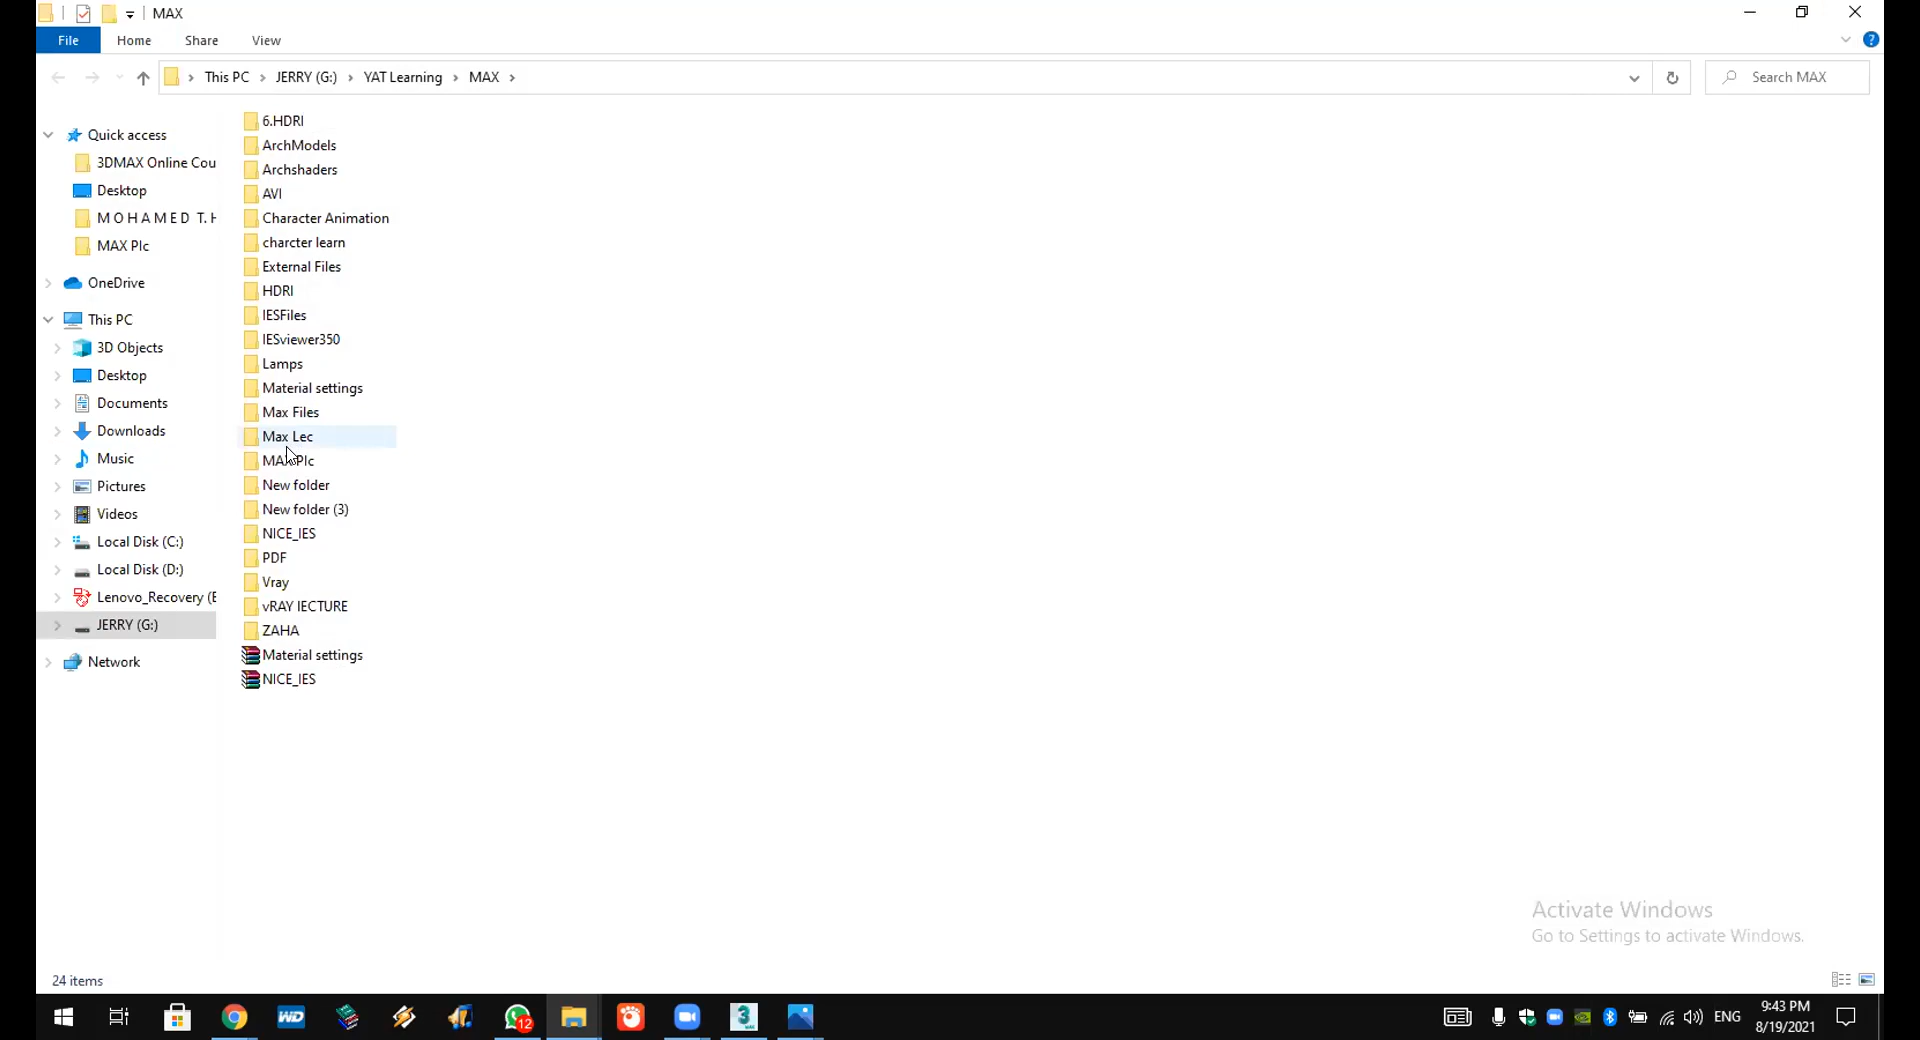 MAX
File Home Share View
This PC JERRY (G:) YAT Learning MAX
Search MAX
Quick access
3DMAX Online Cou
Desktop
M O H A M E D T. H
MAX Plc
OneDrive
This PC
3D Objects
Desktop
Documents
Downloads
Music
Pictures
Videos
Local Disk (C:)
Local Disk (D:)
Lenovo_Recovery (E
JERRY (G:)
Network
6.HDRI
ArchModels
Archshaders
AVI
Character Animation
charcter learn
External Files
HDRI
IESFiles
IESviewer350
Lamps
Material settings
Max Files
Max Lec
MAX Plc
New folder
New folder (3)
NICE_IES
PDF
Vray
vRAY lECTURE
ZAHA
Material settings
NICE_IES
Activate Windows
Go to Settings to activate Windows.
24 items
WD
12
3
ENG
9:43 PM
8/19/2021